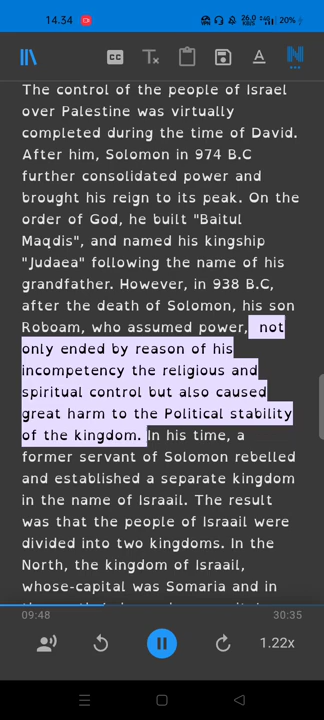 14.34
26.0 KB/S
20%
CC
The control of the people of Israel
over Palestine was virtually
completed during the time of David.
After him, Solomon in 974 B.C
further consolidated power and
brought his reign to its peak. On the
order of God, he built "Baitul
Maqdis", and named his kingship
"Judaea" following the name of his
grandfather. However, in 938 B.C,
after the death of Solomon, his son
Roboam, who assumed power, not
only ended by reason of his
incompetency the religious and
spiritual control but also caused
great harm to the Political stability
of the kingdom. In his time, a
former servant of Solomon rebelled
and established a separate kingdom
in the name of Israail. The result
was that the people of Israail were
divided into two kingdoms. In the
North, the kingdom of Israail,
whose-capital was Somaria and in
09:48
30:35
1.22x